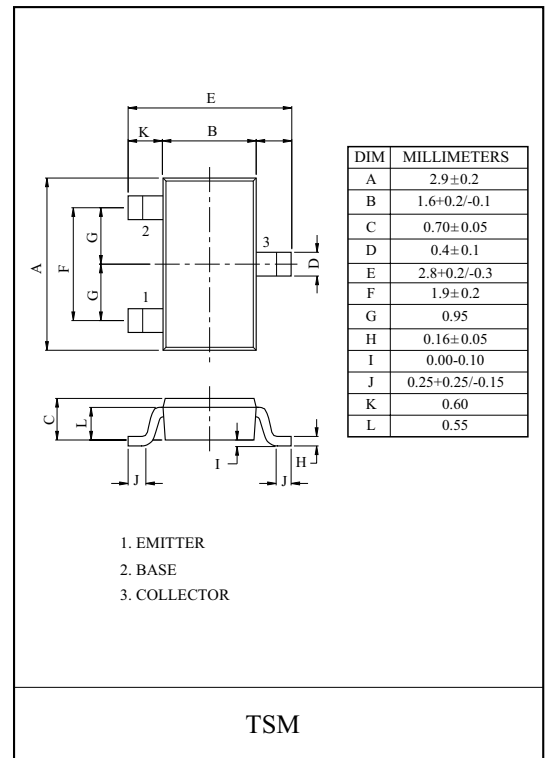 E
K B
A F G G 2 1 3 D
C L I H
J J
DIM MILLIMETERS
A 2.9±0.2
B 1.6+0.2/-0.1
C 0.70±0.05
D 0.4±0.1
E 2.8+0.2/-0.3
F 1.9±0.2
G 0.95
H 0.16±0.05
I 0.00-0.10
J 0.25+0.25/-0.15
K 0.60
L 0.55
1. EMITTER
2. BASE
3. COLLECTOR
TSM